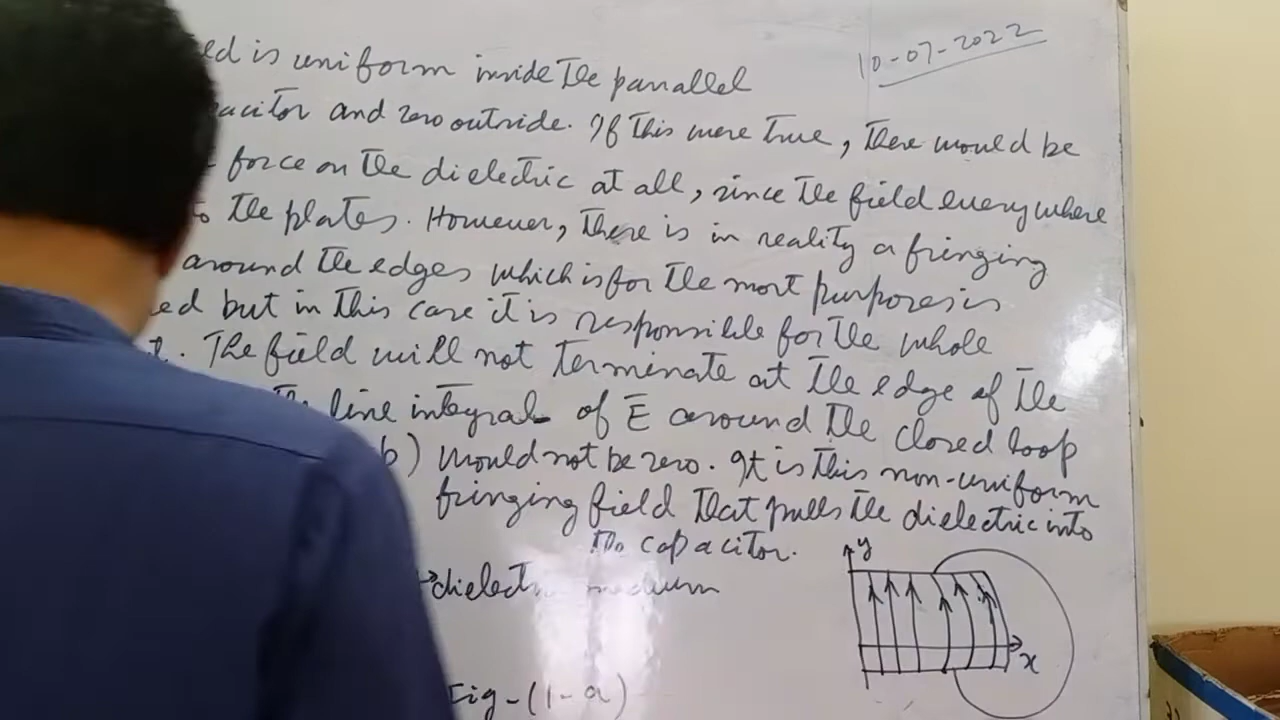 10-07-2022
ed is uniform inside the parrallel
acitor and zero outside. If this were true, there would be
force on the dielectric at all, since the field everywhere
to the plates. However, there is in reality a fringing
around the edges which is for the most purposes is
ed but in this case it is responsible for the whole
t. The field will not terminate at the edge of the
the line integral of E̅ around the closed loop
b) would not be zero. It is this non-uniform
fringing field that pulls the dielectric into
the capacitor.
y
→dielectric medium
x
Fig-(1-a)